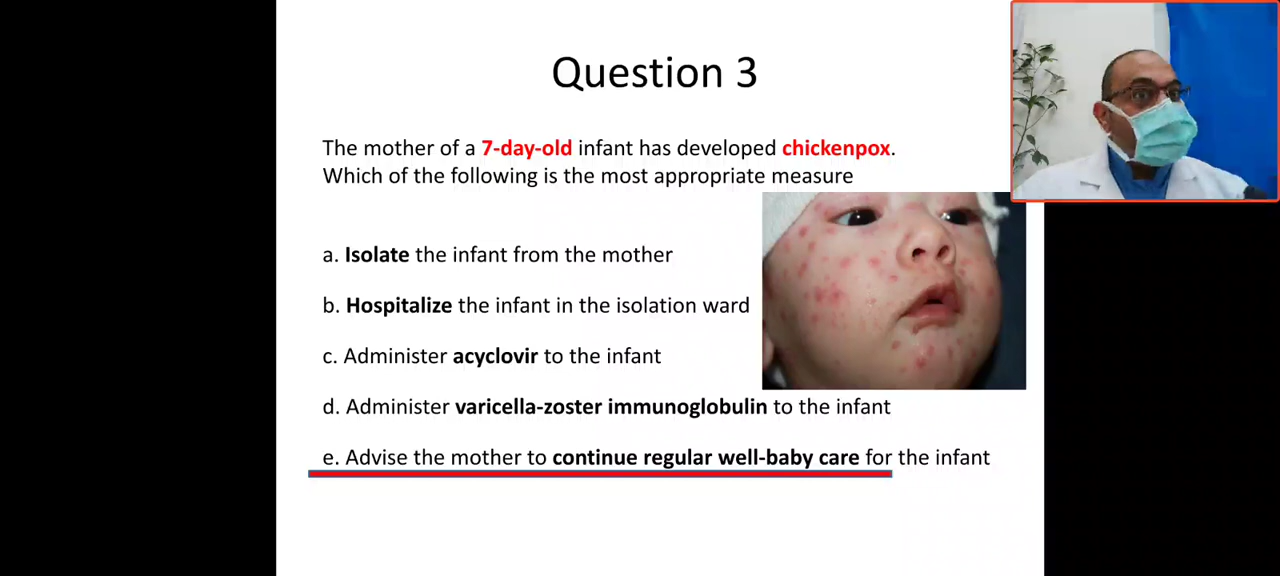 Question 3
The mother of a 7-day-old infant has developed chickenpox.
Which of the following is the most appropriate measure
a. Isolate the infant from the mother
b. Hospitalize the infant in the isolation ward
c. Administer acyclovir to the infant
d. Administer varicella-zoster immunoglobulin to the infant
e. Advise the mother to continue regular well-baby care for the infant